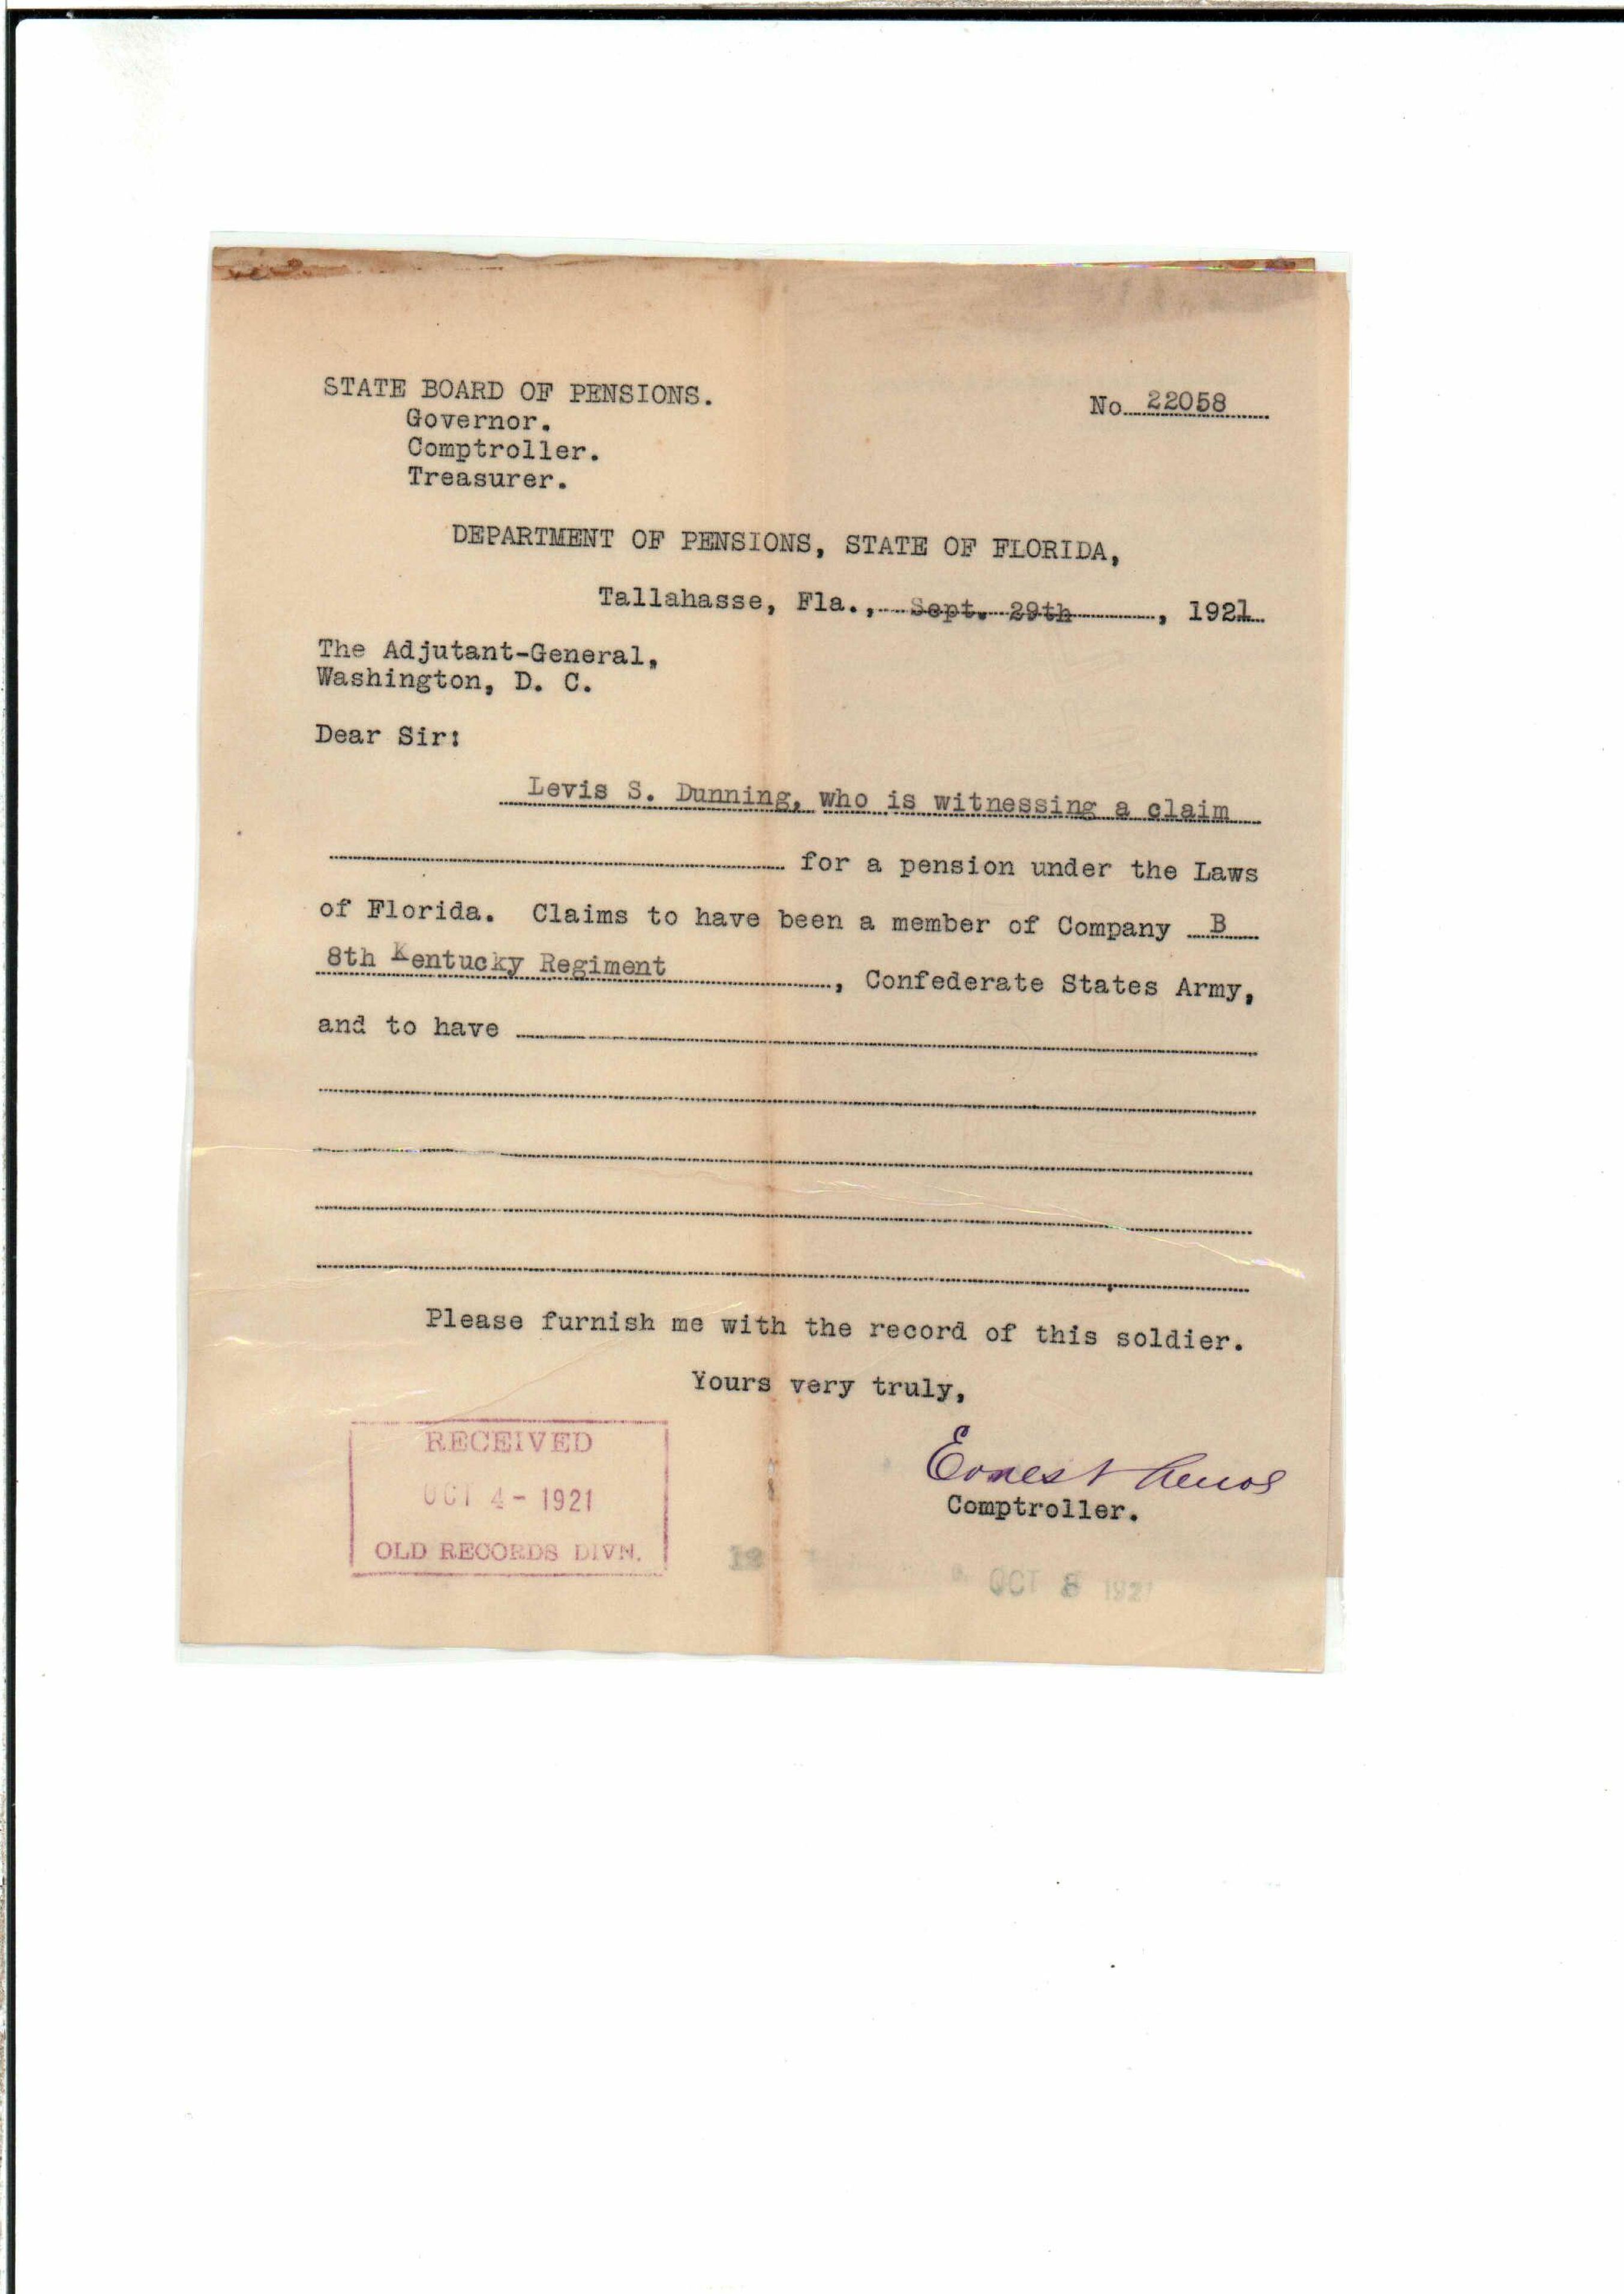 STATE BOARD OF PENSIONS.
No. 22058
Governor.
Comptroller.
Treasurer.
DEPARTMENT OF PENSIONS, STATE OF FLORIDA,
Tallahasse, Fla., Sept. 29th, 1921
The Adjutant-General,
Washington, D. C.
Dear Sir:
Levis S. Dunning, who is witnessing a claim
for a pension under the Laws
of Florida. Claims to have been a member of Company B
8th Kentucky Regiment, Confederate States Army,
and to have
Please furnish me with the record of this soldier.
Yours very truly,
Ernest Amos
Comptroller.
RECEIVED
OCT 4 - 1921
OLD RECORDS DIVN.
OCT 8 1921